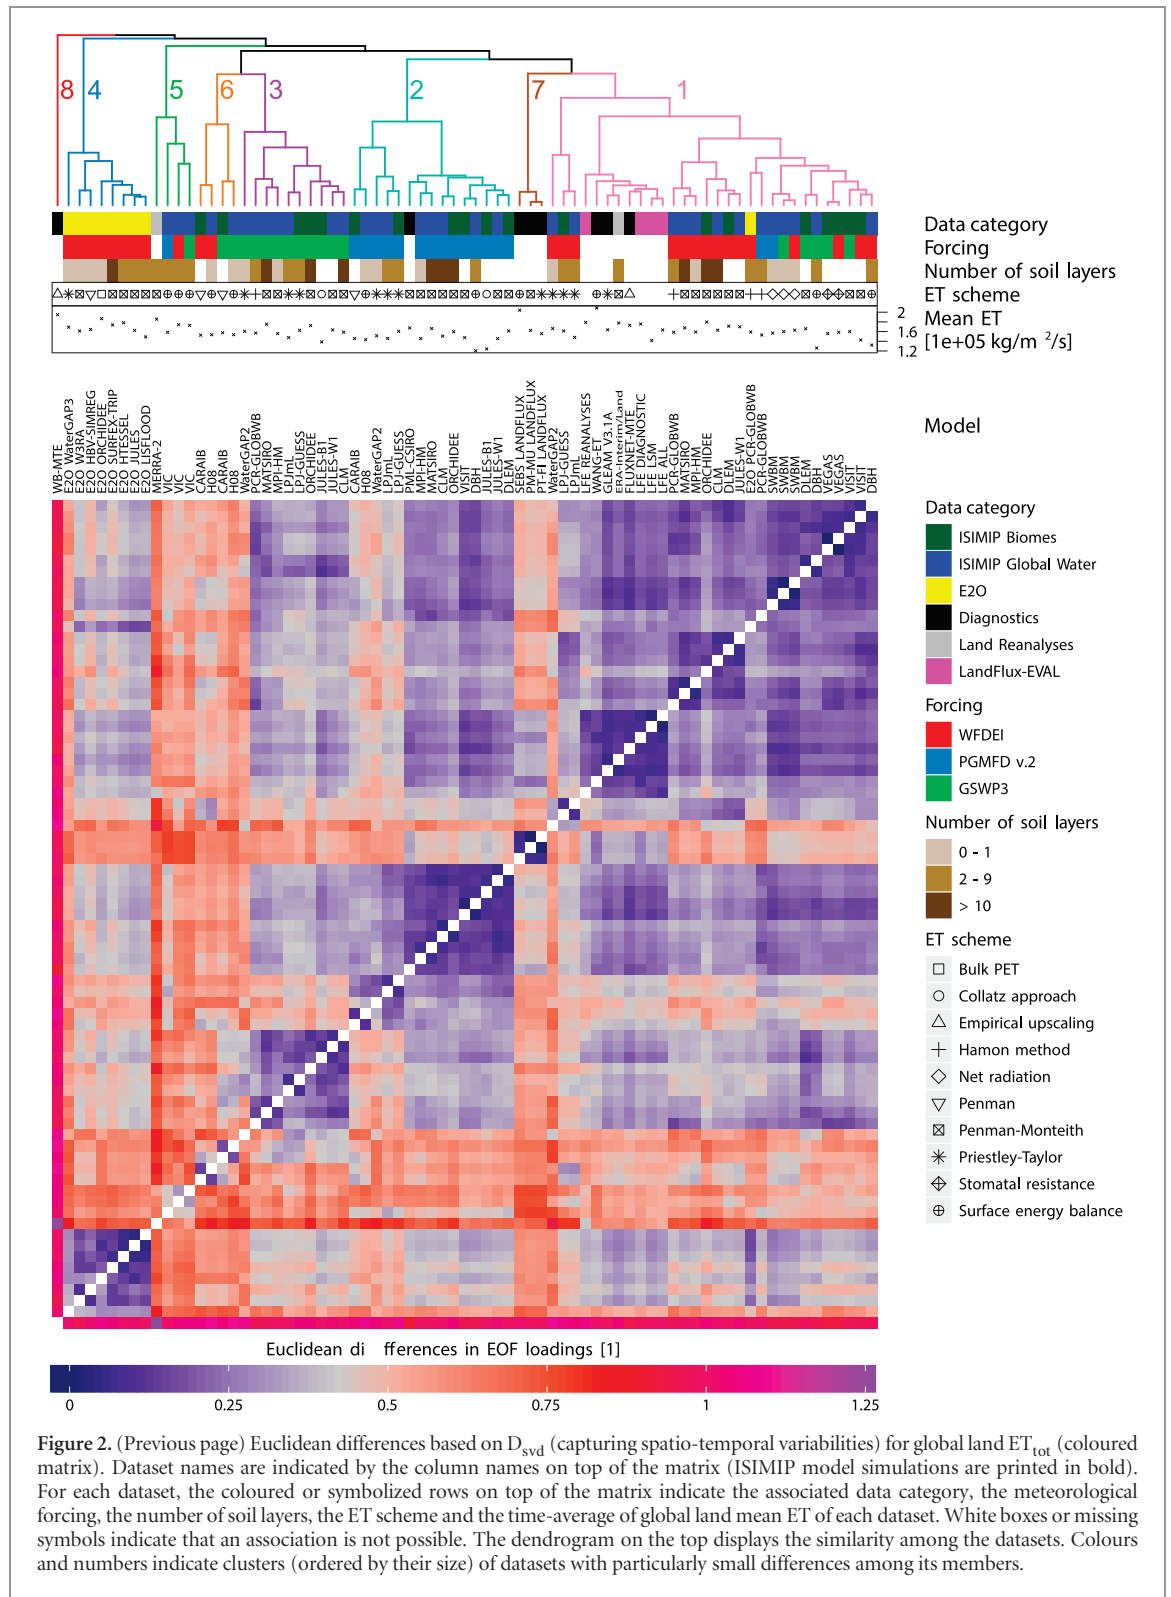 8
4
5
6
3
2
7
1
Data category
Forcing
Number of soil layers
ET scheme
Mean ET
[1e+05 kg/m 2/s]
2
1.6
1.2
Model
WB-MTE
E2O WaterGAP3
E2O W3RA
E2O HBV-SIMREG
E2O ORCHIDEE
E2O SURFEX-TRIP
E2O HTESSEL
E2O JULES
E2O LISFLOOD
MERRA-2
VIC
VIC
VIC
CARAIB
H08
CARAIB
H08
WaterGAP2
PCR-GLOBWB
MATSIRO
MPI-HM
LPJmL
LPJ-GUESS
ORCHIDEE
JULES-B1
JULES-W1
CLM
CARAIB
H08
WaterGAP2
LPJmL
LPJ-GUESS
PML-CSIRO
MPI-HM
MATSIRO
CLM
ORCHIDEE
VISIT
DBH
JULES-B1
JULES-W1
DLEM
SEBS LANDFLUX
PM-MU LANDFLUX
PT-FI LANDFLUX
WaterGAP2
LPJ-GUESS
LPJmL
LFE REANALYSES
WANG-ET
GLEAM V3.1A
ERA-Interim/Land
FLUXNET-MTE
LFE DIAGNOSTIC
LFE LSM
LFE ALL
PCR-GLOBWB
MATSIRO
MPI-HM
ORCHIDEE
CLM
DLEM
JULES-W1
E2O PCR-GLOBWB
PCR-GLOBWB
SWBM
SWBM
SWBM
DLEM
DBH
VEGAS
VEGAS
VISIT
VISIT
DBH
Data category
ISIMIP Biomes
ISIMIP Global Water
E2O
Diagnostics
Land Reanalyses
LandFlux-EVAL
Forcing
WFDEI
PGMFD v.2
GSWP3
Number of soil layers
0 - 1
2 - 9
> 10
ET scheme
Bulk PET
Collatz approach
Empirical upscaling
Hamon method
Net radiation
Penman
Penman-Monteith
Priestley-Taylor
Stomatal resistance
Surface energy balance
Euclidean di fferences in EOF loadings [1]
0 0.25 0.5 0.75 1 1.25
Figure 2. (Previous page) Euclidean differences based on Dsvd (capturing spatio-temporal variabilities) for global land ETtot (coloured
matrix). Dataset names are indicated by the column names on top of the matrix (ISIMIP model simulations are printed in bold).
For each dataset, the coloured or symbolized rows on top of the matrix indicate the associated data category, the meteorological
forcing, the number of soil layers, the ET scheme and the time-average of global land mean ET of each dataset. White boxes or missing
symbols indicate that an association is not possible. The dendrogram on the top displays the similarity among the datasets. Colours
and numbers indicate clusters (ordered by their size) of datasets with particularly small differences among its members.